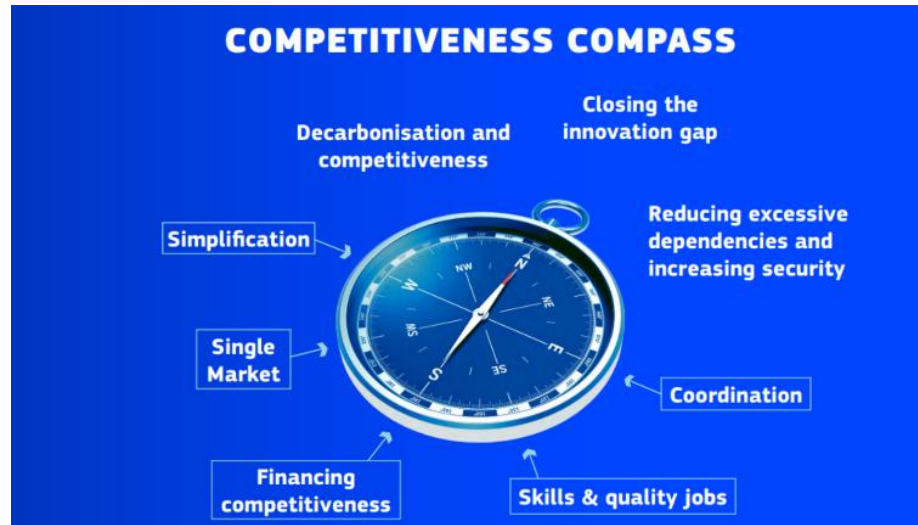 COMPETITIVENESS COMPASS
Closing the
innovation gap
Decarbonisation and
competitiveness
Reducing excessive
dependencies and
increasing security
Simplification
Single
Market
Coordination
Financing
competitiveness
Skills & quality jobs
N
NE
E
SE
S
SW
W
NW